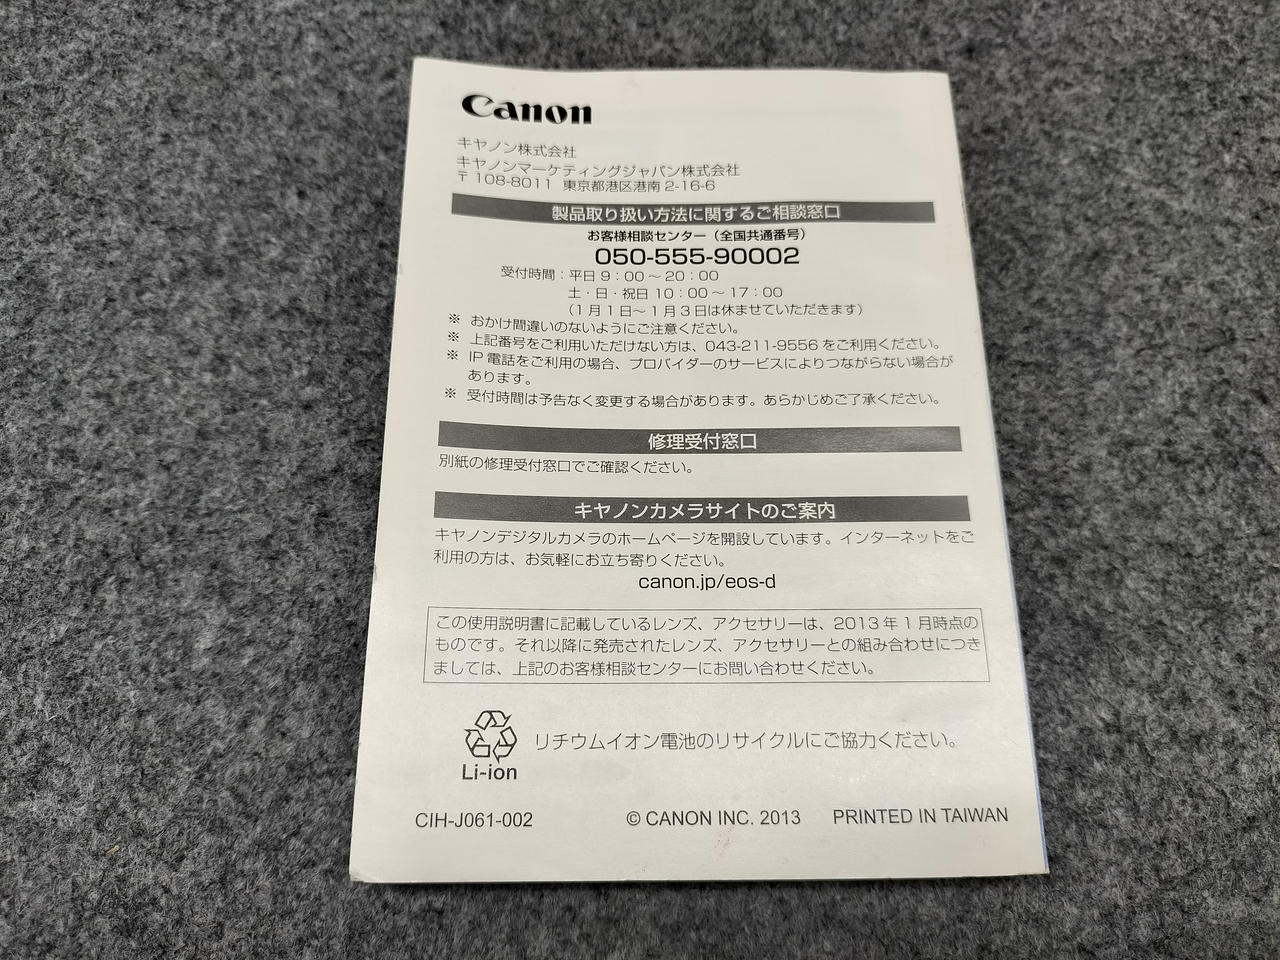 Canon
キヤノン株式会社
キヤノンマーケティングジャパン株式会社
〒108-8011 東京都港区港南 2-16-6
製品取り扱い方法に関するご相談窓口
お客様相談センター（全国共通番号）
050-555-90002
受付時間：平日 9：00 ～ 20：00
土・日・祝日 10：00 ～ 17：00
（1 月 1 日～ 1 月 3 日は休ませていただきます）
※ おかけ間違いのないようにご注意ください。
※ 上記番号をご利用いただけない方は、043-211-9556 をご利用ください。
※ IP 電話をご利用の場合、プロバイダーのサービスによりつながらない場合が
あります。
※ 受付時間は予告なく変更する場合があります。あらかじめご了承ください。
修理受付窓口
別紙の修理受付窓口でご確認ください。
キヤノンカメラサイトのご案内
キヤノンデジタルカメラのホームページを開設しています。インターネットをご
利用の方は、お気軽にお立ち寄りください。
canon.jp/eos-d
この使用説明書に記載しているレンズ、アクセサリーは、2013 年 1 月時点の
ものです。それ以降に発売されたレンズ、アクセサリーとの組み合わせにつき
ましては、上記のお客様相談センターにお問い合わせください。
リチウムイオン電池のリサイクルにご協力ください。
Li-ion
CIH-J061-002 © CANON INC. 2013 PRINTED IN TAIWAN